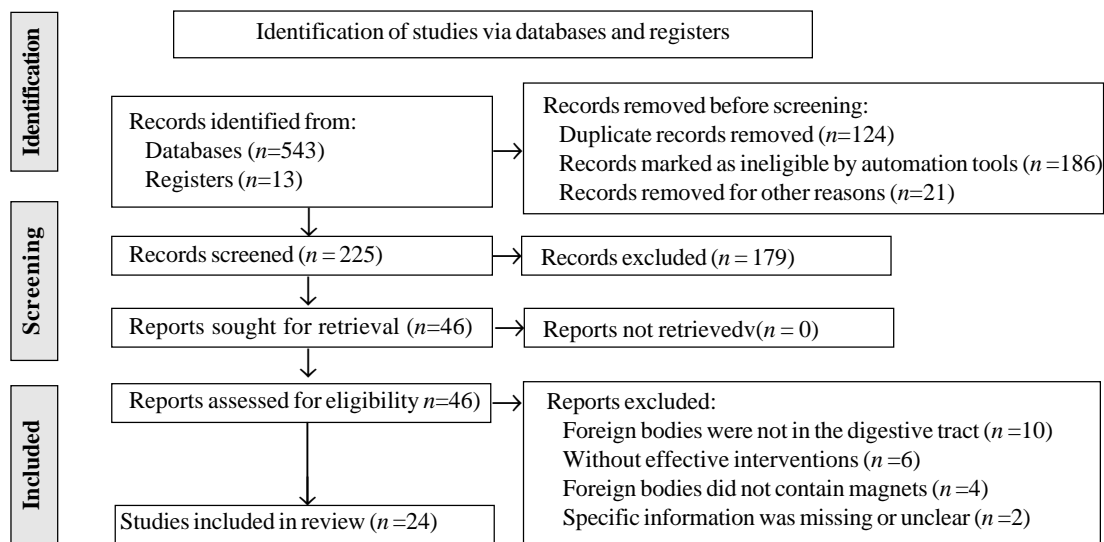 Identification
Identification of studies via databases and registers
Records identified from:
Databases (n=543)
Registers (n=13)
Records removed before screening:
Duplicate records removed (n=124)
Records marked as ineligible by automation tools (n=186)
Records removed for other reasons (n=21)
Screening
Records screened (n = 225)
Records excluded (n = 179)
Reports sought for retrieval (n=46)
Reports not retrievedv(n = 0)
Included
Reports assessed for eligibility n=46)
Reports excluded:
Foreign bodies were not in the digestive tract (n=10)
Without effective interventions (n=6)
Foreign bodies did not contain magnets (n=4)
Specific information was missing or unclear (n=2)
Studies included in review (n=24)